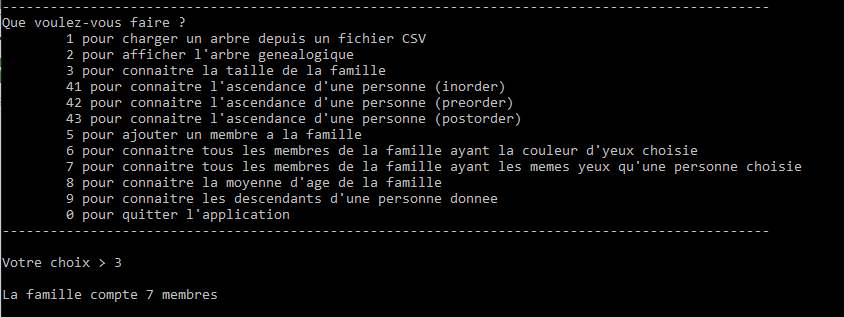 ------------------------------------------------------------------------------------------------
Que voulez-vous faire ?
1 pour charger un arbre depuis un fichier CSV
2 pour afficher l'arbre genealogique
3 pour connaitre la taille de la famille
41 pour connaitre l'ascendance d'une personne (inorder)
42 pour connaitre l'ascendance d'une personne (preorder)
43 pour connaitre l'ascendance d'une personne (postorder)
5 pour ajouter un membre a la famille
6 pour connaitre tous les membres de la famille ayant la couleur d'yeux choisie
7 pour connaitre tous les membres de la famille ayant les memes yeux qu'une personne choisie
8 pour connaitre la moyenne d'age de la famille
9 pour connaitre les descendants d'une personne donnee
0 pour quitter l'application
------------------------------------------------------------------------------------------------
Votre choix > 3
La famille compte 7 membres